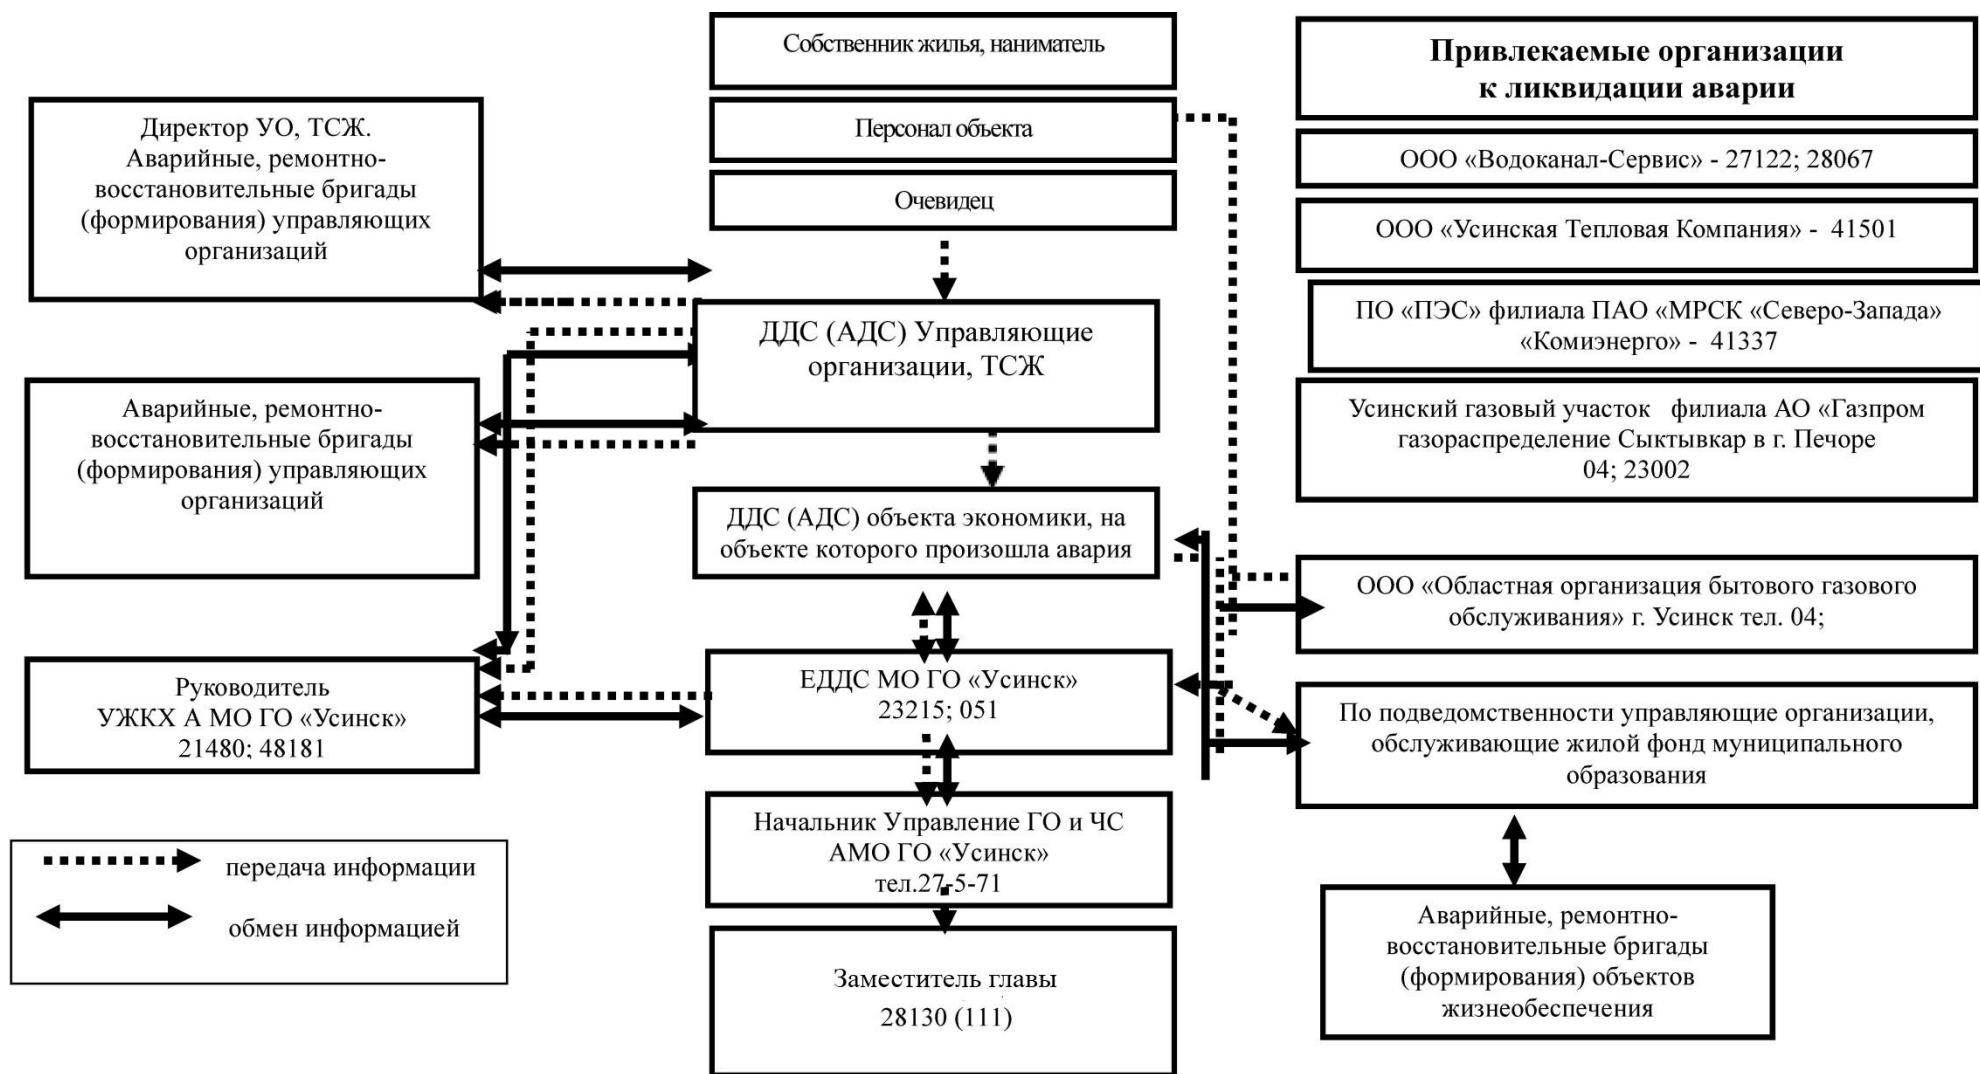 Собственник жилья, наниматель
Персонал объекта
Очевидец
Директор УО, ТСЖ.
Аварийные, ремонтно-
восстановительные бригады
(формирования) управляющих
организаций
ДДС (АДС) Управляющие
организации, ТСЖ
Аварийные, ремонтно-
восстановительные бригады
(формирования) управляющих
организаций
ДДС (АДС) объекта экономики, на
объекте которого произошла авария
Руководитель
УЖКХ А МО ГО «Усинск»
21480; 48181
ЕДДС МО ГО «Усинск»
23215; 051
Начальник Управление ГО и ЧС
АМО ГО «Усинск»
тел.27-5-71
Заместитель главы
28130 (111)
передача информации
обмен информацией
Привлекаемые организации
к ликвидации аварии
ООО «Водоканал-Сервис» - 27122; 28067
ООО «Усинская Тепловая Компания» - 41501
ПО «ПЭС» филиала ПАО «МРСК «Северо-Запада»
«Комиэнерго» - 41337
Усинский газовый участок филиала АО «Газпром
газораспределение Сыктывкар в г. Печоре
04; 23002
ООО «Областная организация бытового газового
обслуживания» г. Усинск тел. 04;
По подведомственности управляющие организации,
обслуживающие жилой фонд муниципального
образования
Аварийные, ремонтно-
восстановительные бригады
(формирования) объектов
жизнеобеспечения